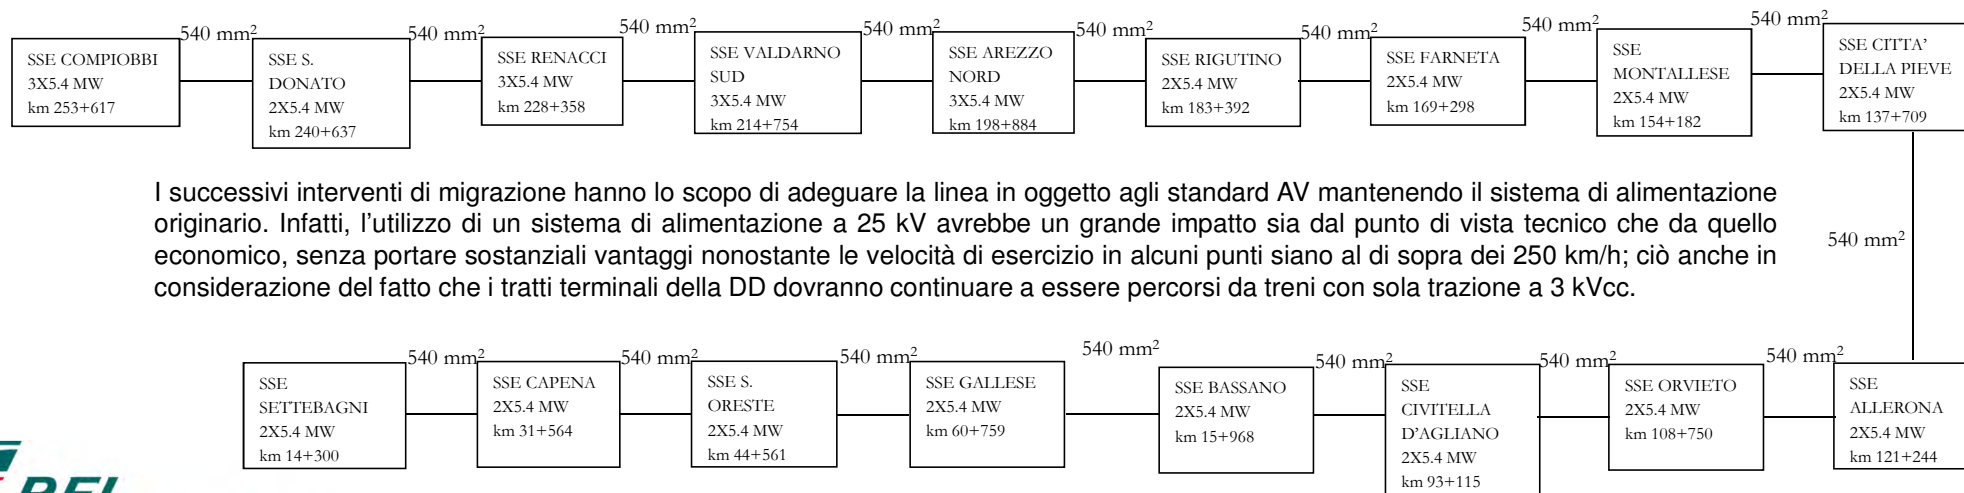 540 mm²
540 mm²
540 mm²
540 mm²
540 mm²
540 mm²
540 mm²
540 mm²
SSE COMPIOBBI
3X5.4 MW
km 253+617
SSE S.
DONATO
2X5.4 MW
km 240+637
SSE RENACCI
3X5.4 MW
km 228+358
SSE VALDARNO
SUD
3X5.4 MW
km 214+754
SSE AREZZO
NORD
3X5.4 MW
km 198+884
SSE RIGUTINO
2X5.4 MW
km 183+392
SSE FARNETA
2X5.4 MW
km 169+298
SSE
MONTALLESE
2X5.4 MW
km 154+182
SSE CITTA'
DELLA PIEVE
2X5.4 MW
km 137+709
I successivi interventi di migrazione hanno lo scopo di adeguare la linea in oggetto agli standard AV mantenendo il sistema di alimentazione
originario. Infatti, l'utilizzo di un sistema di alimentazione a 25 kV avrebbe un grande impatto sia dal punto di vista tecnico che da quello
economico, senza portare sostanziali vantaggi nonostante le velocità di esercizio in alcuni punti siano al di sopra dei 250 km/h; ciò anche in
considerazione del fatto che i tratti terminali della DD dovranno continuare a essere percorsi da treni con sola trazione a 3 kVcc.
540 mm²
540 mm²
540 mm²
540 mm²
540 mm²
540 mm²
540 mm²
540 mm²
SSE
SETTEBAGNI
2X5.4 MW
km 14+300
SSE CAPENA
2X5.4 MW
km 31+564
SSE S.
ORESTE
2X5.4 MW
km 44+561
SSE GALLESE
2X5.4 MW
km 60+759
SSE BASSANO
2X5.4 MW
km 15+968
SSE
CIVITELLA
D'AGLIANO
2X5.4 MW
km 93+115
SSE ORVIETO
2X5.4 MW
km 108+750
SSE
ALLERONA
2X5.4 MW
km 121+244
RFI